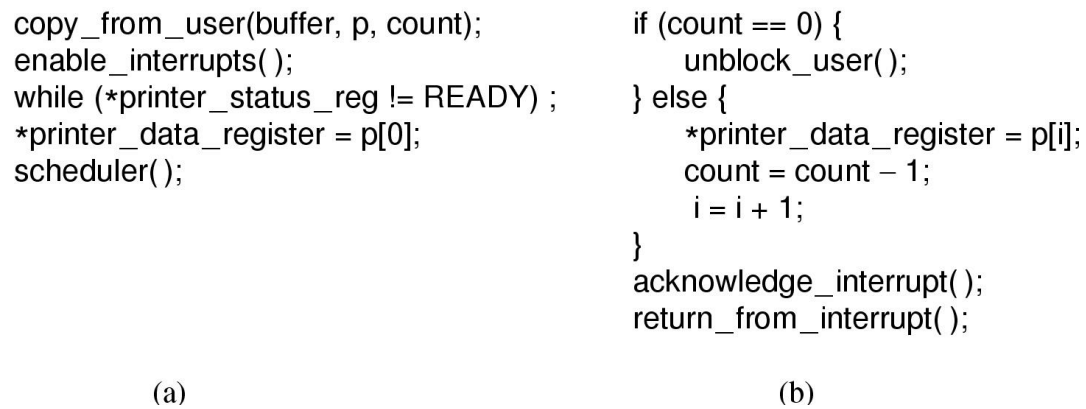 copy_from_user(buffer, p, count);
enable_interrupts( );
while (*printer_status_reg != READY) ;
*printer_data_register = p[0];
scheduler( );
(a)
if (count == 0) {
unblock_user( );
} else {
*printer_data_register = p[i];
count = count – 1;
i = i + 1;
}
acknowledge_interrupt( );
return_from_interrupt( );
(b)